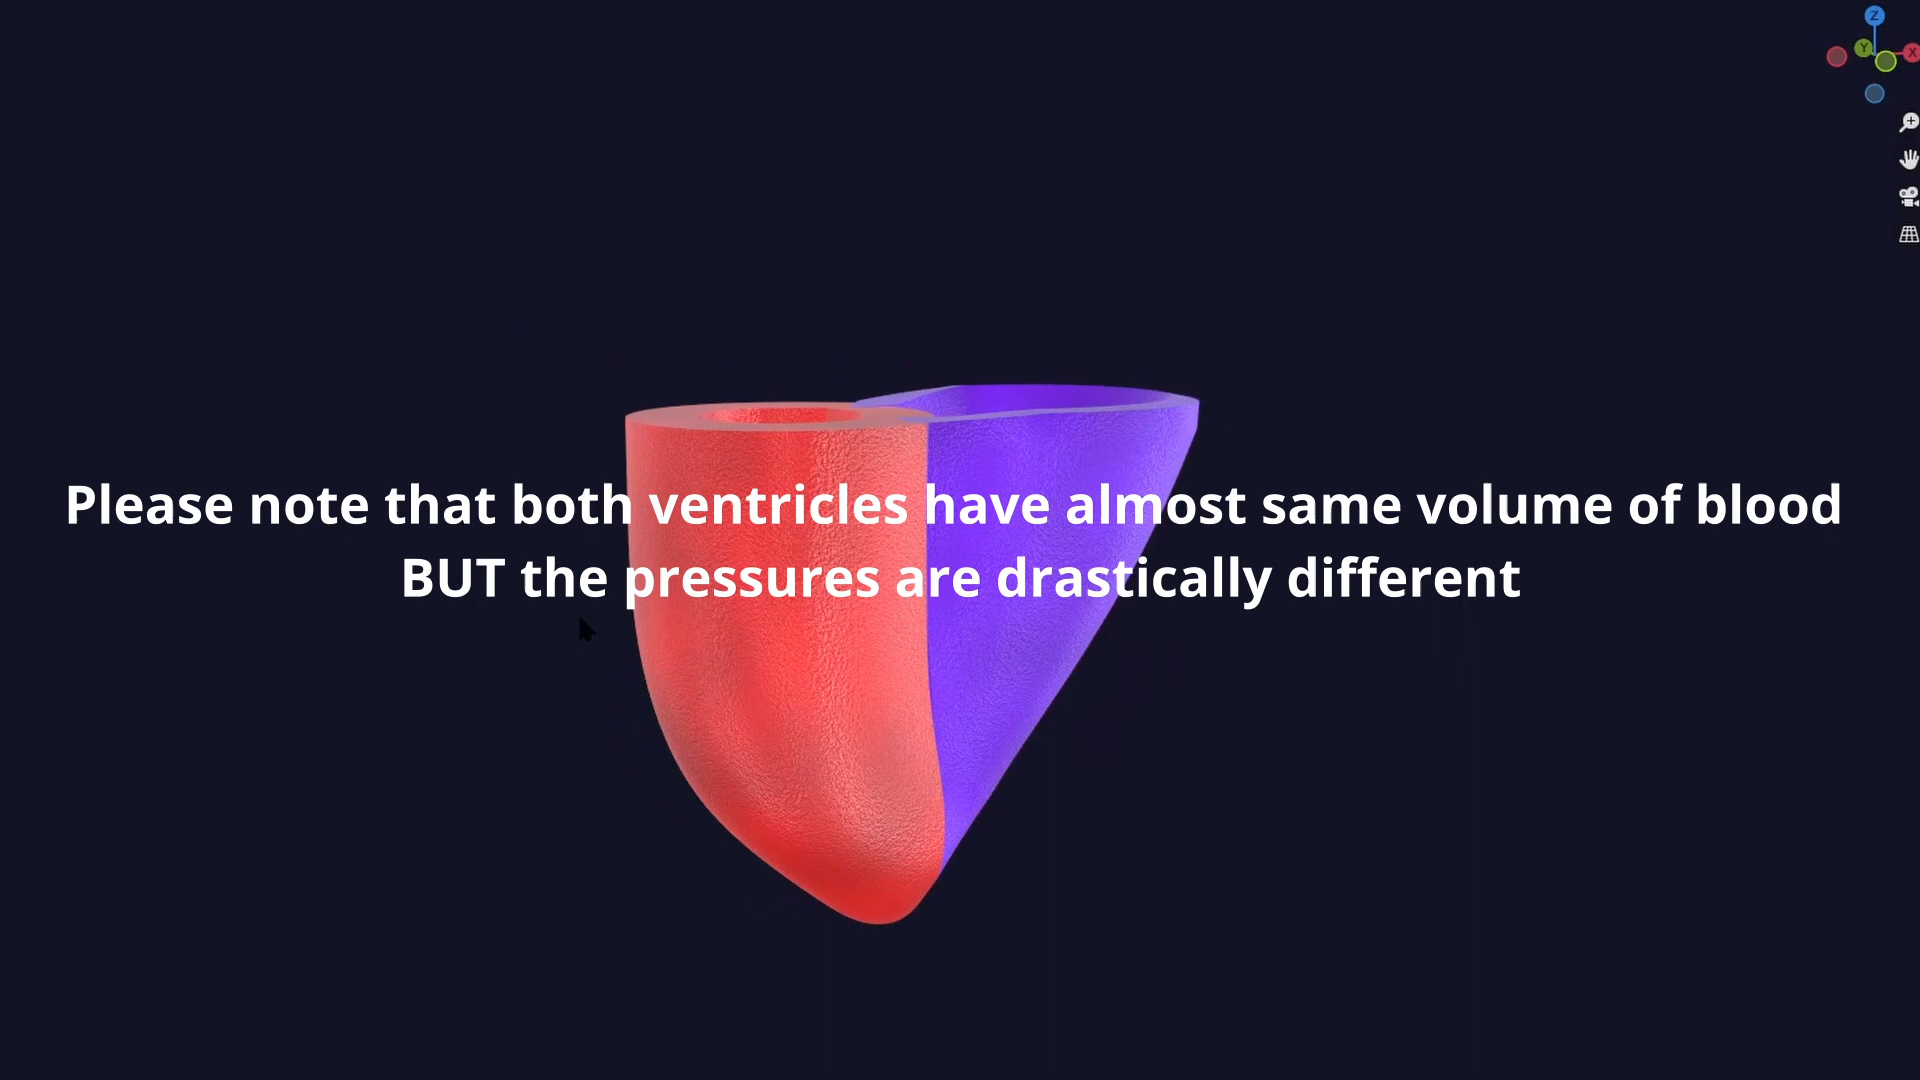 Z
Y
X
Please note that both ventricles have almost same volume of blood
BUT the pressures are drastically different